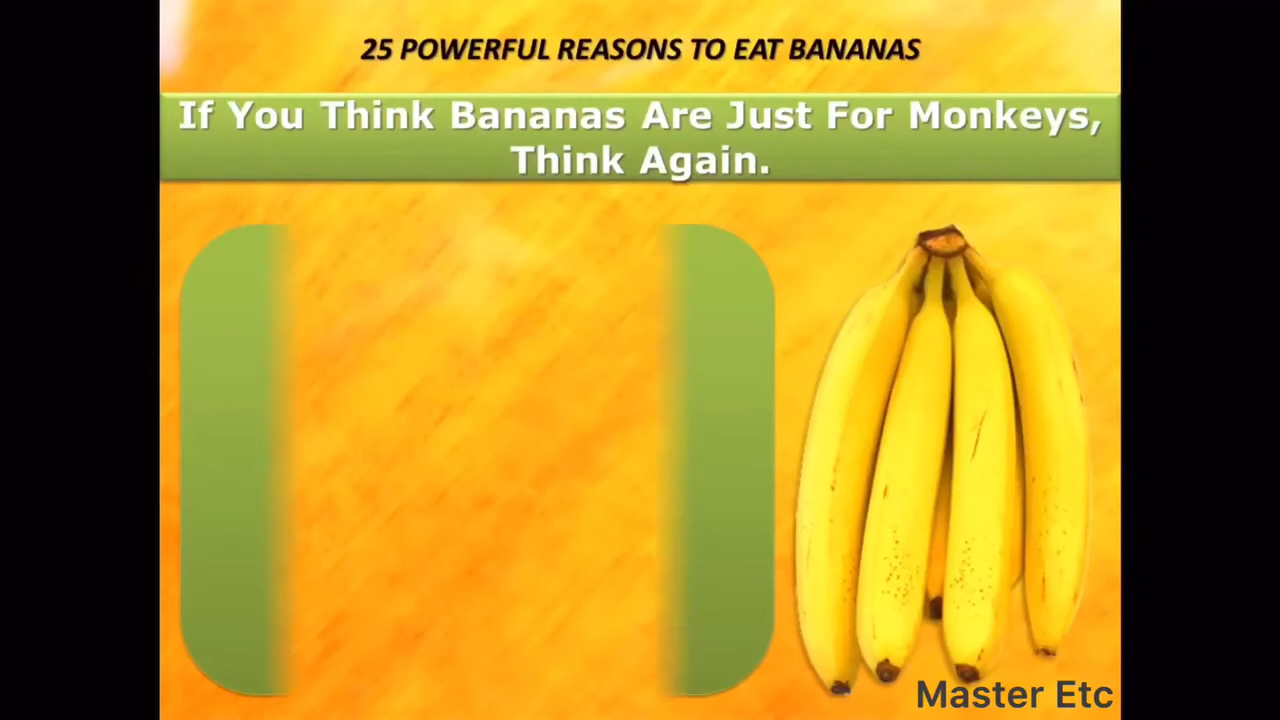 25 POWERFUL REASONS TO EAT BANANAS
If You Think Bananas Are Just For Monkeys,
Think Again.
Master Etc